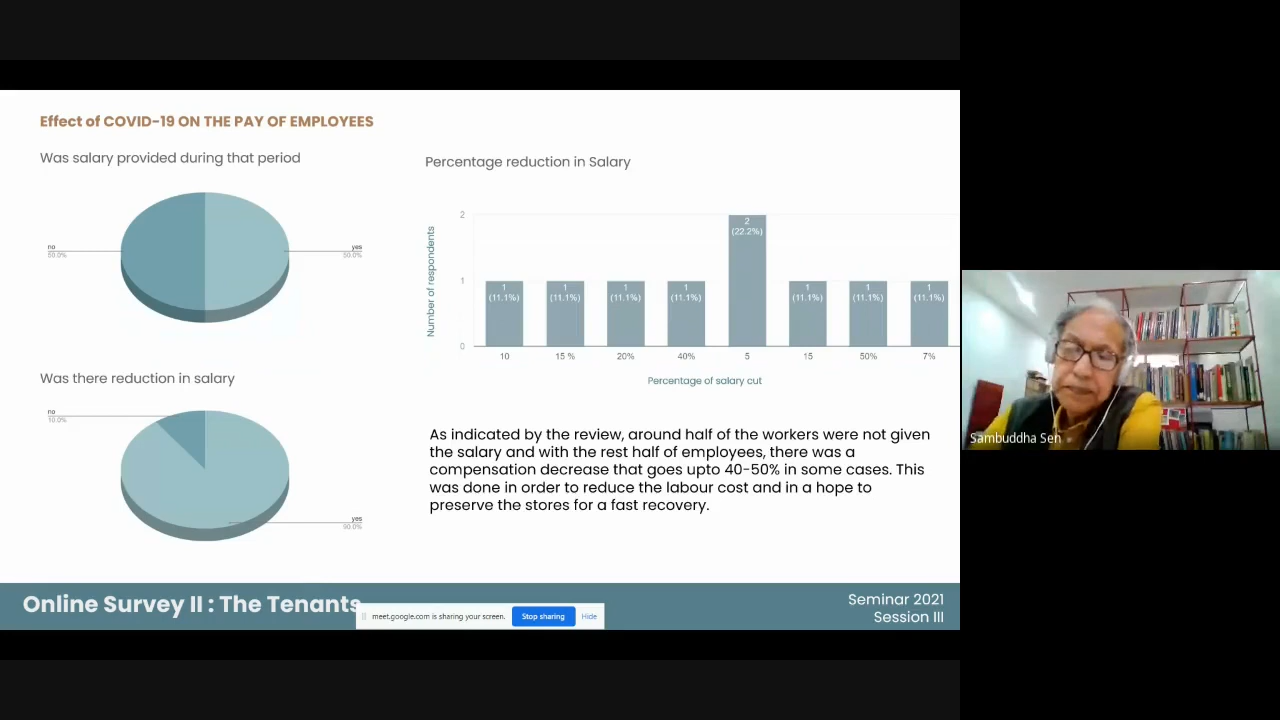 Effect of COVID-19 ON THE PAY OF EMPLOYEES
Was salary provided during that period
no
50.0%
yes
50.0%
Was there reduction in salary
no
10.0%
yes
90.0%
Percentage reduction in Salary
Number of respondents
2
1
0
1
(11.1%)
1
(11.1%)
1
(11.1%)
1
(11.1%)
2
(22.2%)
1
(11.1%)
1
(11.1%)
1
(11.1%)
10
15 %
20%
40%
5
15
50%
7%
Percentage of salary cut
As indicated by the review, around half of the workers were not given
the salary and with the rest half of employees, there was a
compensation decrease that goes upto 40-50% in some cases. This
was done in order to reduce the labour cost and in a hope to
preserve the stores for a fast recovery.
Online Survey II : The Tenants
meet.google.com is sharing your screen.
Stop sharing
Hide
Seminar 2021
Session III
Sambuddha Sen